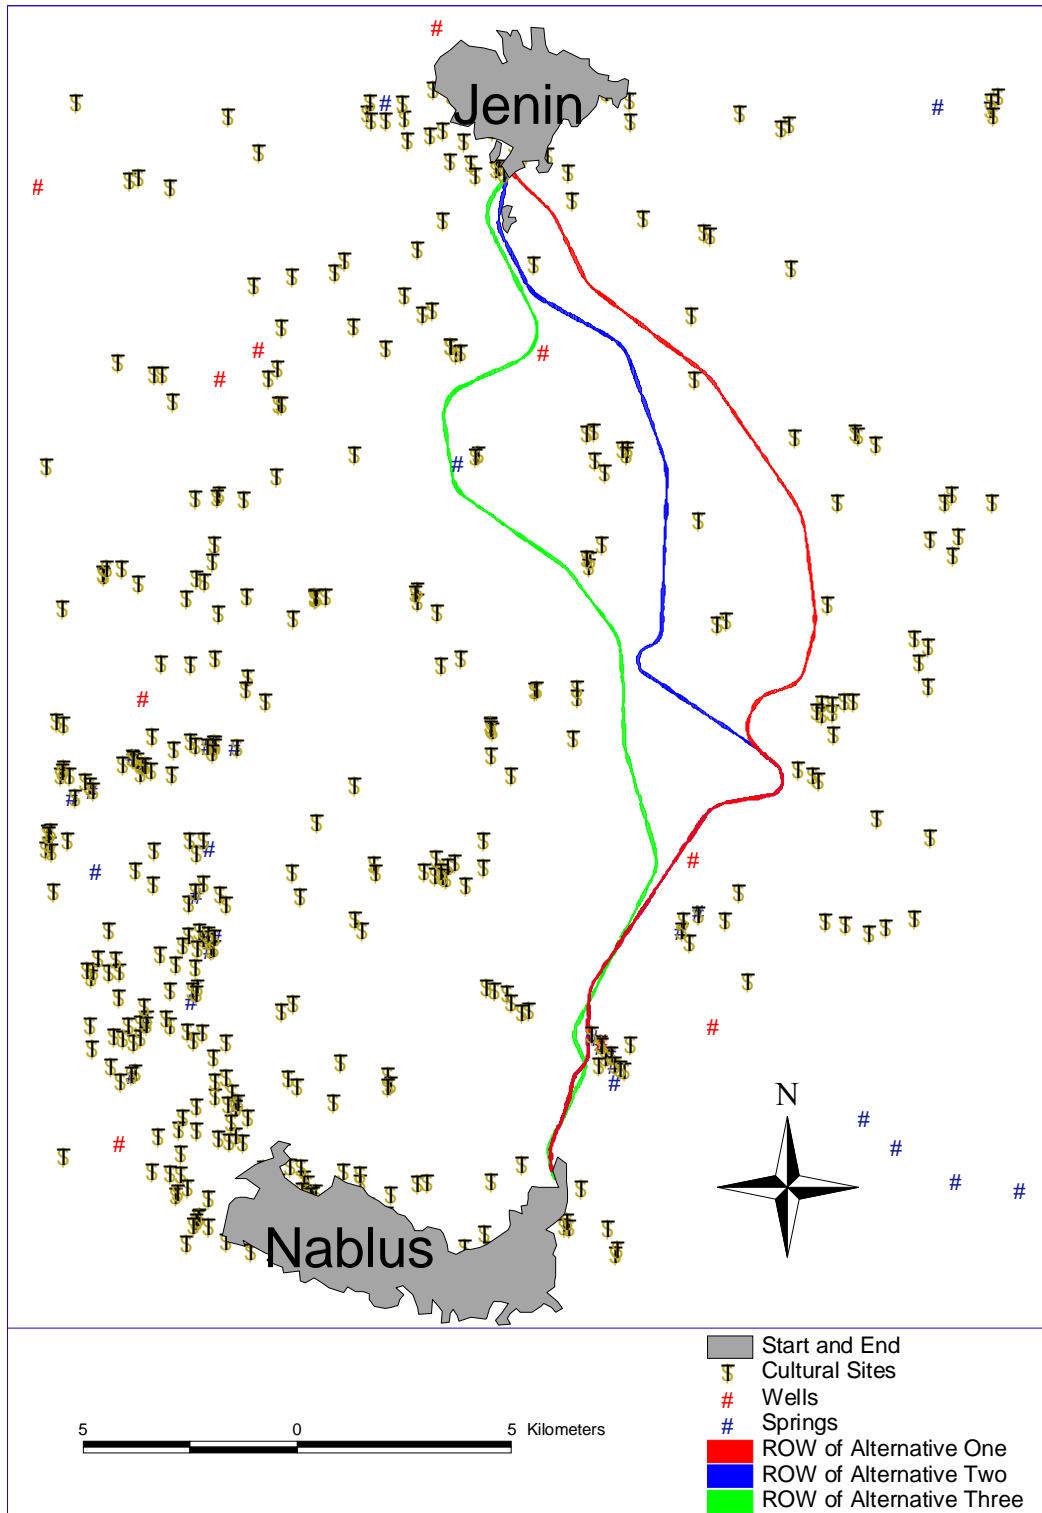 Jenin
N
Nablus
Start and End
Cultural Sites
Wells
Springs
5 0 5 Kilometers
ROW of Alternative One
ROW of Alternative Two
ROW of Alternative Three